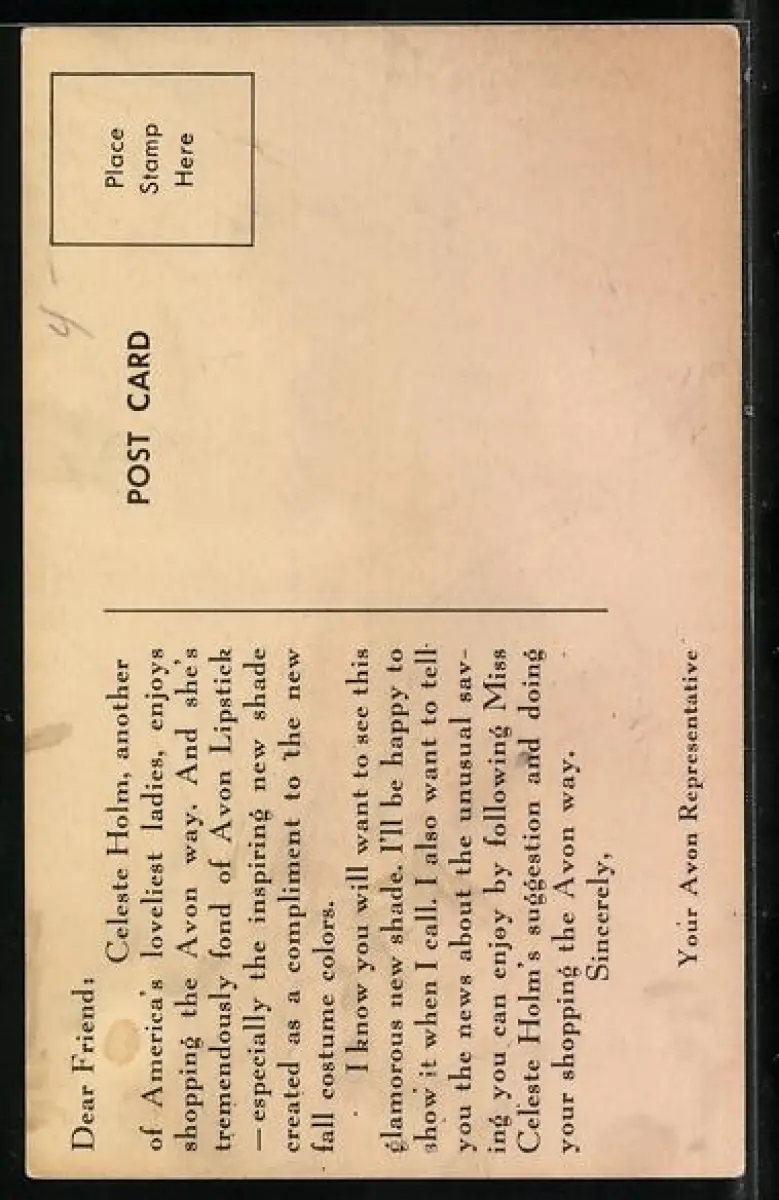 Dear Friend:
Celeste Holm, another
of America's loveliest ladies, enjoys
shopping the Avon way. And she's
tremendously fond of Avon Lipstick
—especially the inspiring new shade
created as a compliment to the new
fall costume colors.
I know you will want to see this
glamorous new shade. I'll be happy to
show it when I call. I also want to tell
you the news about the unusual sav-
ing you can enjoy by following Miss
Celeste Holm's suggestion and doing
your shopping the Avon way.
Sincerely,
Your Avon Representative
POST CARD
Place
Stamp
Here
4